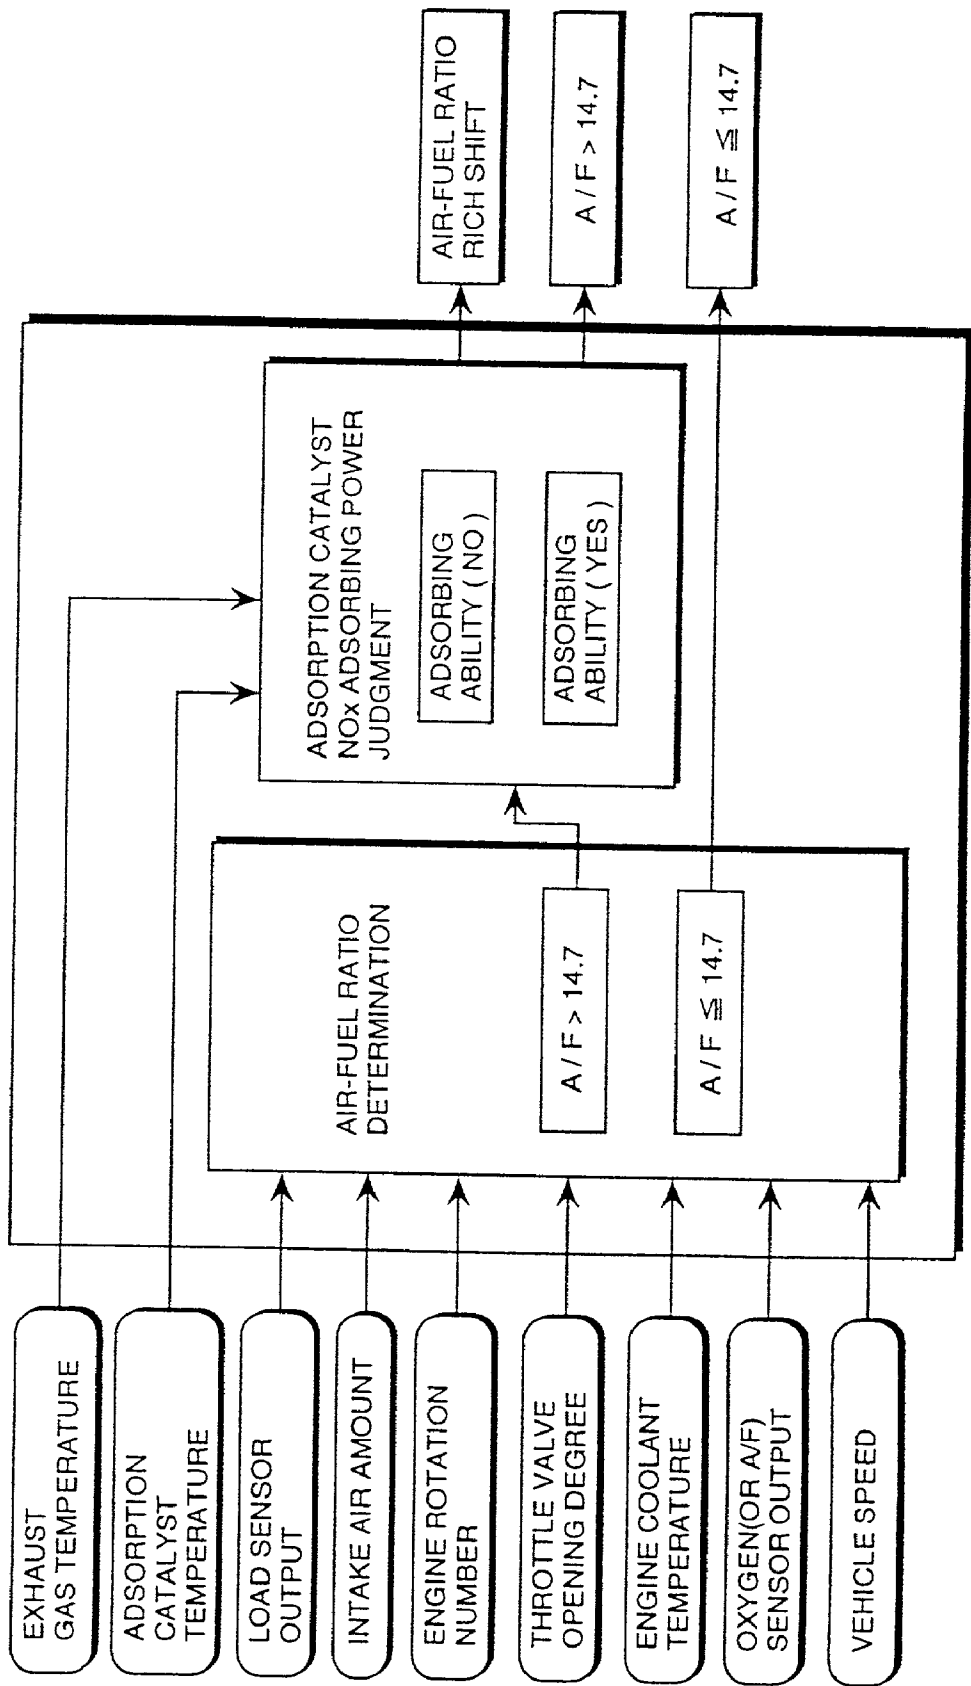 EXHAUST
GAS TEMPERATURE
ADSORPTION
CATALYST
TEMPERATURE
LOAD SENSOR
OUTPUT
INTAKE AIR AMOUNT
ENGINE ROTATION
NUMBER
THROTTLE VALVE
OPENING DEGREE
ENGINE COOLANT
TEMPERATURE
OXYGEN(OR A/F)
SENSOR OUTPUT
VEHICLE SPEED
AIR-FUEL RATIO
DETERMINATION
A / F > 14.7
A / F ≦ 14.7
ADSORPTION CATALYST
NOx ADSORBING POWER
JUDGMENT
ADSORBING
ABILITY ( NO )
ADSORBING
ABILITY ( YES )
AIR-FUEL RATIO
RICH SHIFT
A / F > 14.7
A / F ≦ 14.7